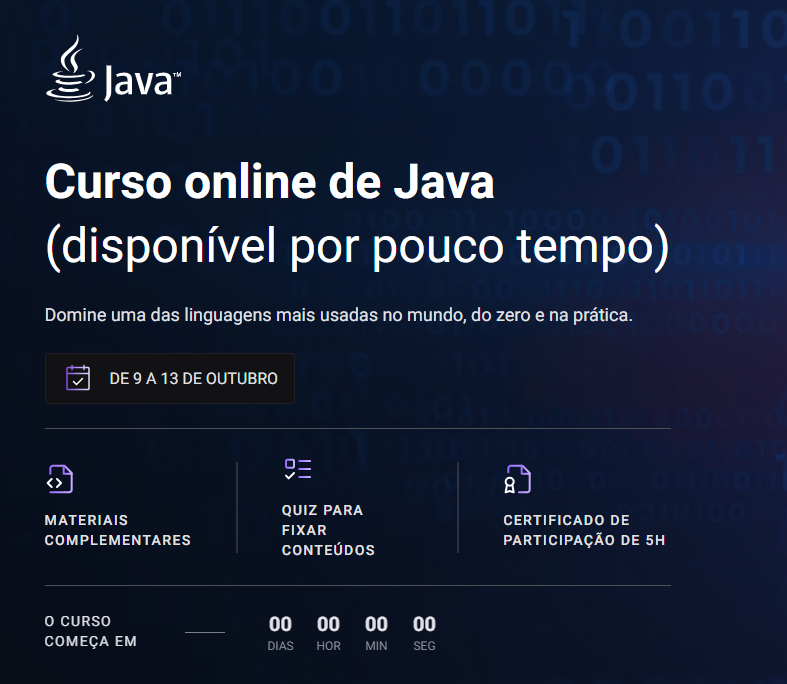 Java™
Curso online de Java
(disponível por pouco tempo)
Domine uma das linguagens mais usadas no mundo, do zero e na prática.
DE 9 A 13 DE OUTUBRO
MATERIAIS
COMPLEMENTARES
QUIZ PARA
FIXAR
CONTEÚDOS
CERTIFICADO DE
PARTICIPAÇÃO DE 5H
O CURSO
COMEÇA EM
00 00 00 00
DIAS HOR MIN SEG